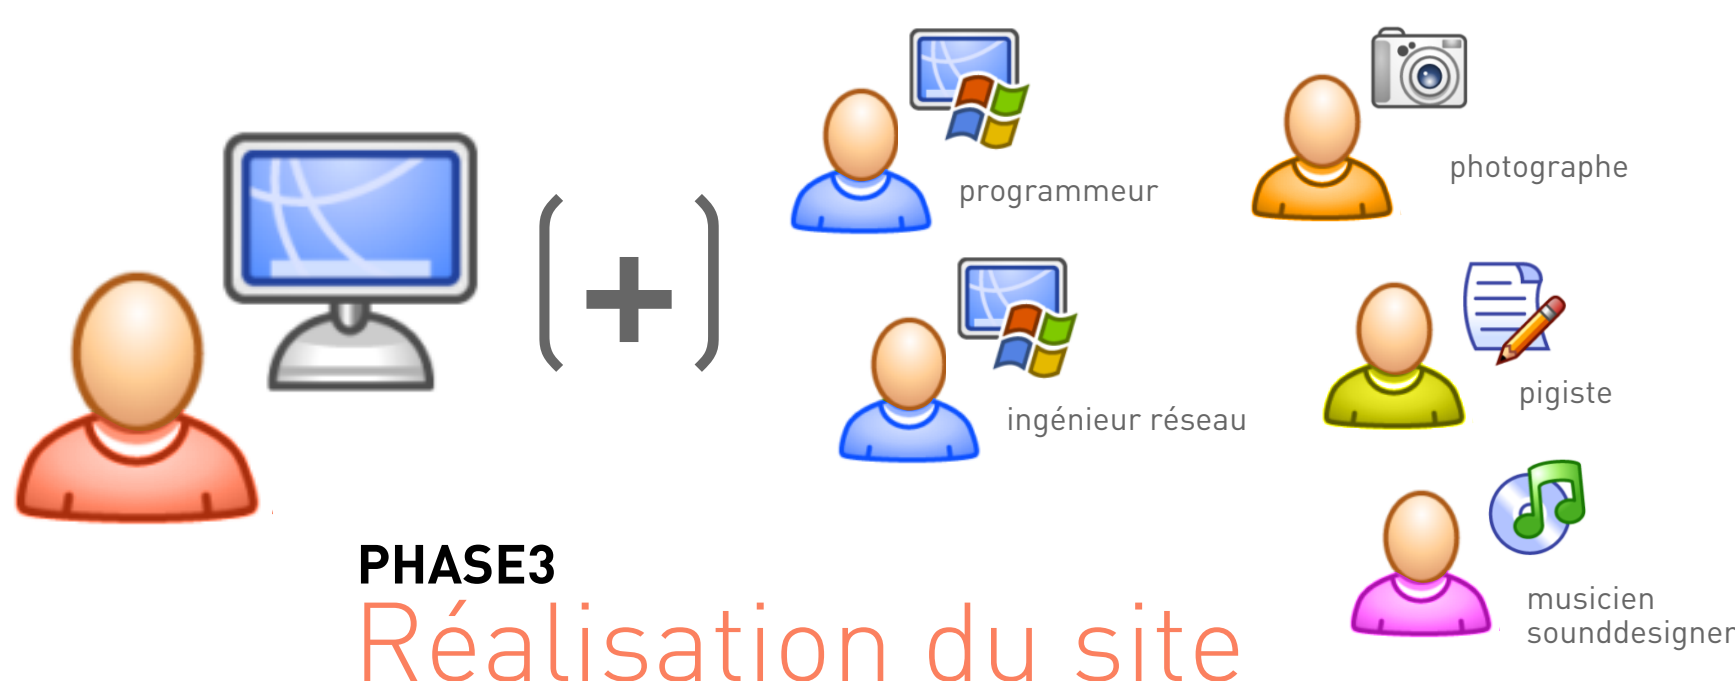 (+)
programmeur
photographe
ingénieur réseau
pigiste
musicien
sounddesigner
PHASE3
Réalisation du site